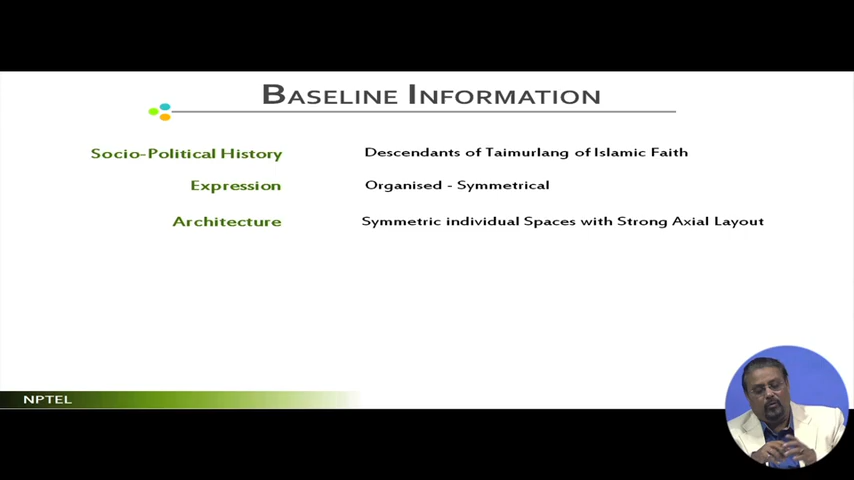 BASELINE INFORMATION
Socio-Political History Descendants of Taimurlang of Islamic Faith
Expression Organised - Symmetrical
Architecture Symmetric individual Spaces with Strong Axial Layout
NPTEL